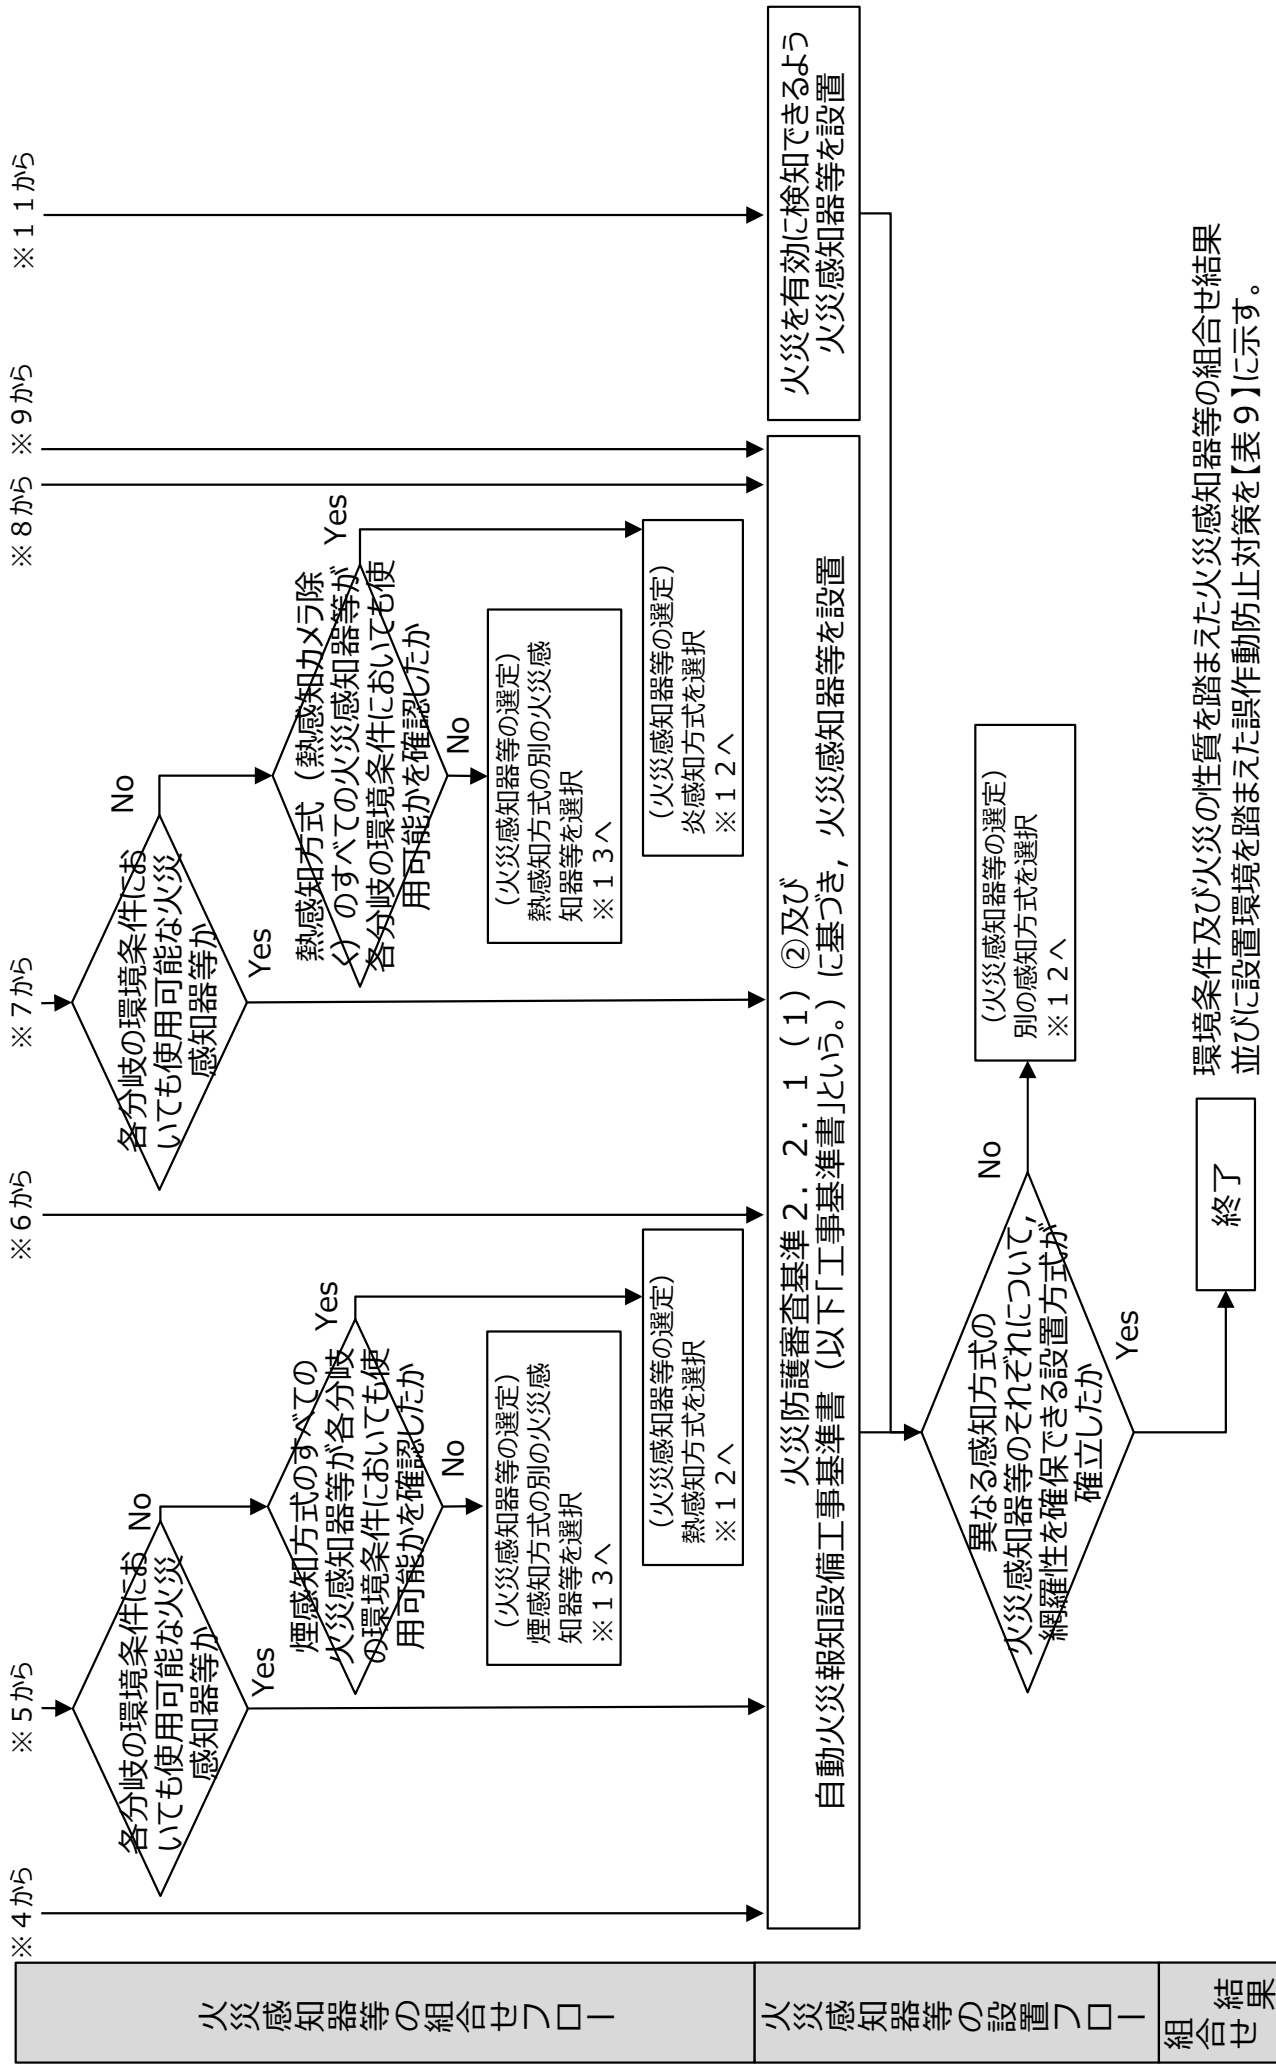 火災感知器等の組合せフロー
火災感知器等の設置フロー
組合せ結果
※４から
※５から
※６から
※７から
※８から
※９から
※１１から
各分岐の環境条件にお
いても使用可能な火災
感知器等か
No
Yes
煙感知方式のすべての
火災感知器等が各分岐
の環境条件においても使
用可能かを確認したか
Yes
No
（火災感知器等の選定）
煙感知方式の別の火災感
知器等を選択
※１３へ
（火災感知器等の選定）
熱感知方式を選択
※１２へ
各分岐の環境条件にお
いても使用可能な火災
感知器等か
No
Yes
熱感知方式（熱感知カメラ除
く）のすべての火災感知器等が
各分岐の環境条件においても使
用可能かを確認したか
Yes
No
（火災感知器等の選定）
熱感知方式の別の火災感
知器等を選択
※１３へ
（火災感知器等の選定）
炎感知方式を選択
※１２へ
火災防護審査基準２．２．１（１）②及び
自動火災報知設備工事基準書（以下「工事基準書」という。）に基づき，火災感知器等を設置
火災を有効に検知できるよう
火災感知器等を設置
異なる感知方式の
火災感知器等のそれぞれについて，
網羅性を確保できる設置方式が
確立したか
No
Yes
（火災感知器等の選定）
別の感知方式を選択
※１２へ
終了
環境条件及び火災の性質を踏まえた火災感知器等の組合せ結果
並びに設置環境を踏まえた誤作動防止対策を【表９】に示す。